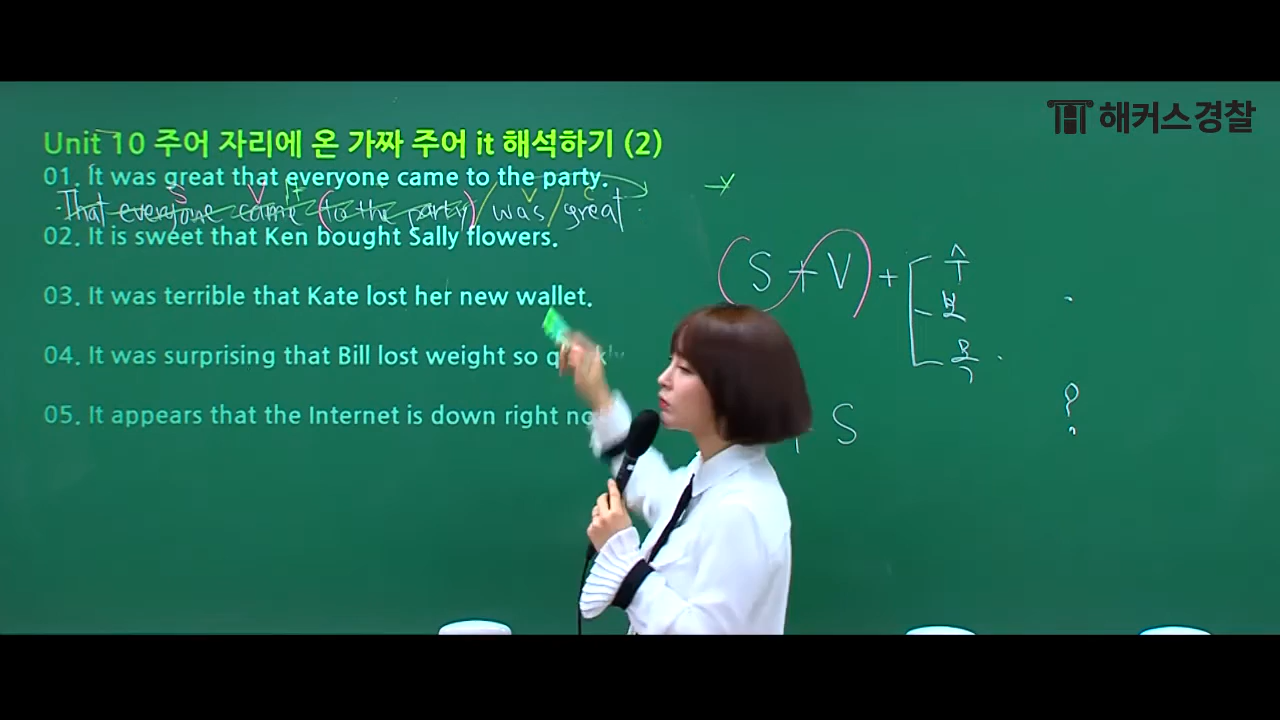 해커스경찰
Unit 10 주어 자리에 온 가짜 주어 it 해석하기 (2)
01. It was great that everyone came to the party.
S V
C
V
That everyone came (to the party) / was / great.
02. It is sweet that Ken bought Sally flowers.
(S + V) +
목
보
03. It was terrible that Kate lost her new wallet.
04. It was surprising that Bill lost weight so
05. It appears that the Internet is down right
S
?